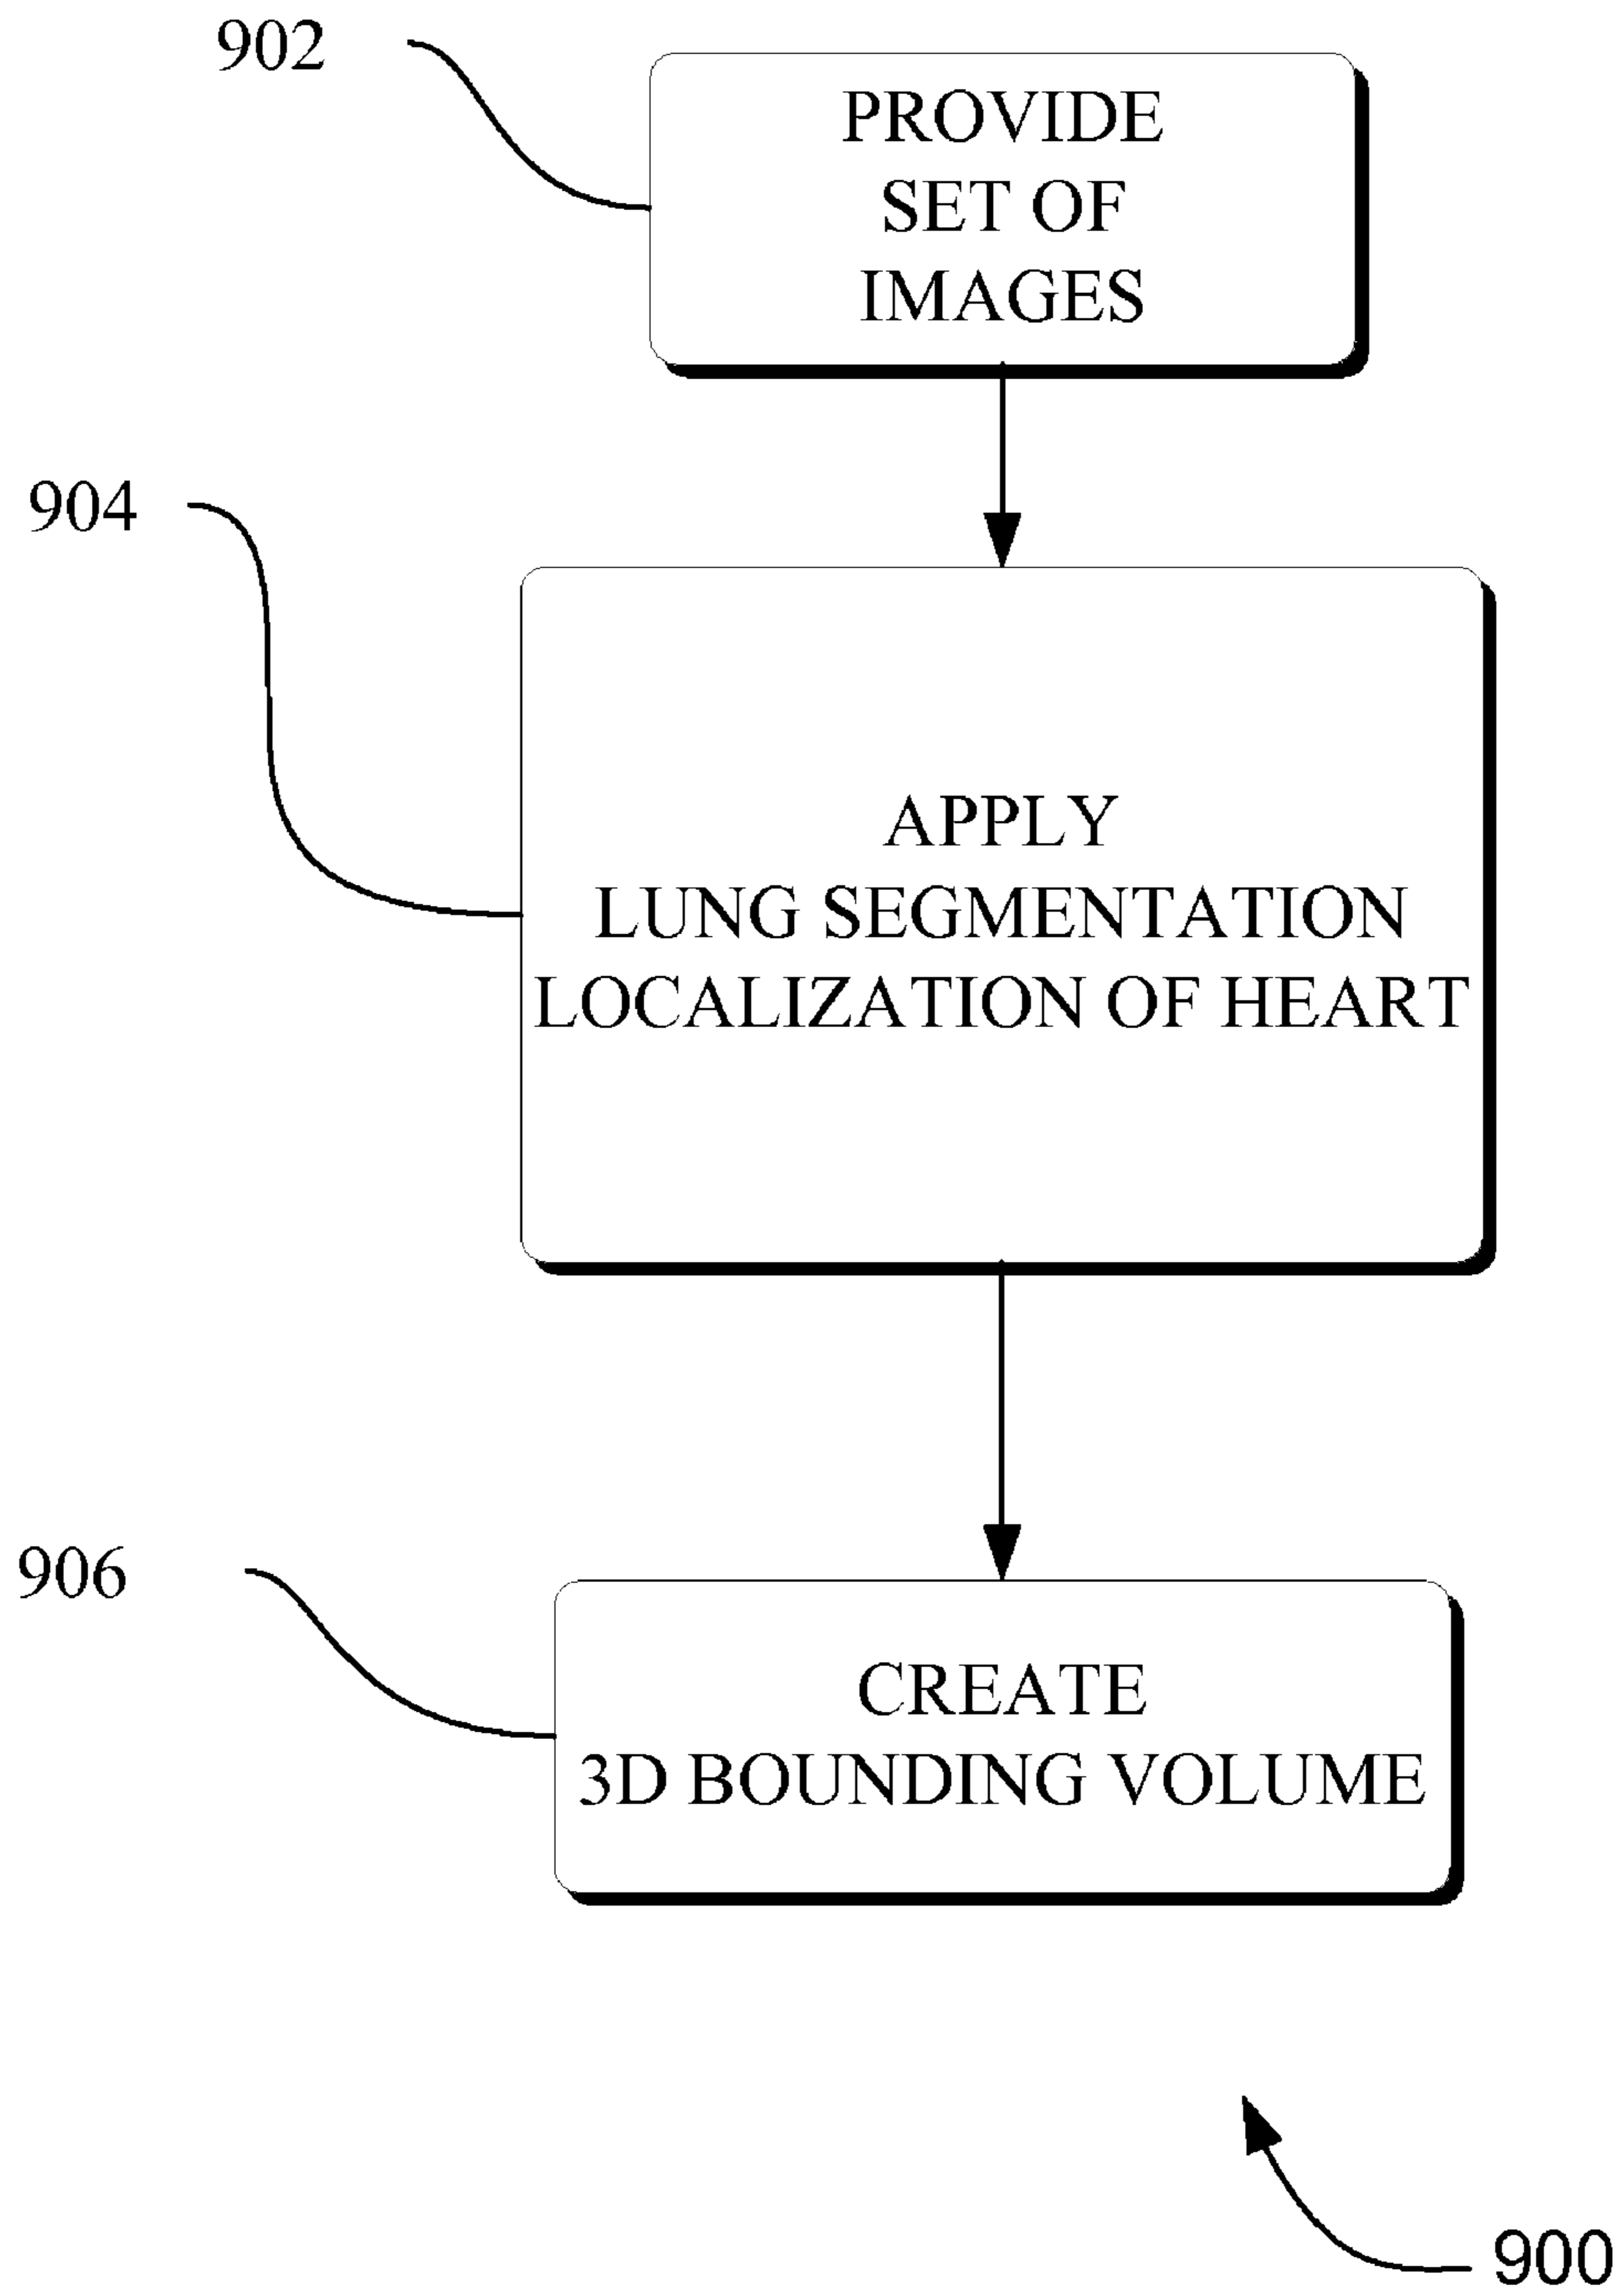 902
PROVIDE
SET OF
IMAGES
904
APPLY
LUNG SEGMENTATION
LOCALIZATION OF HEART
906
CREATE
3D BOUNDING VOLUME
900